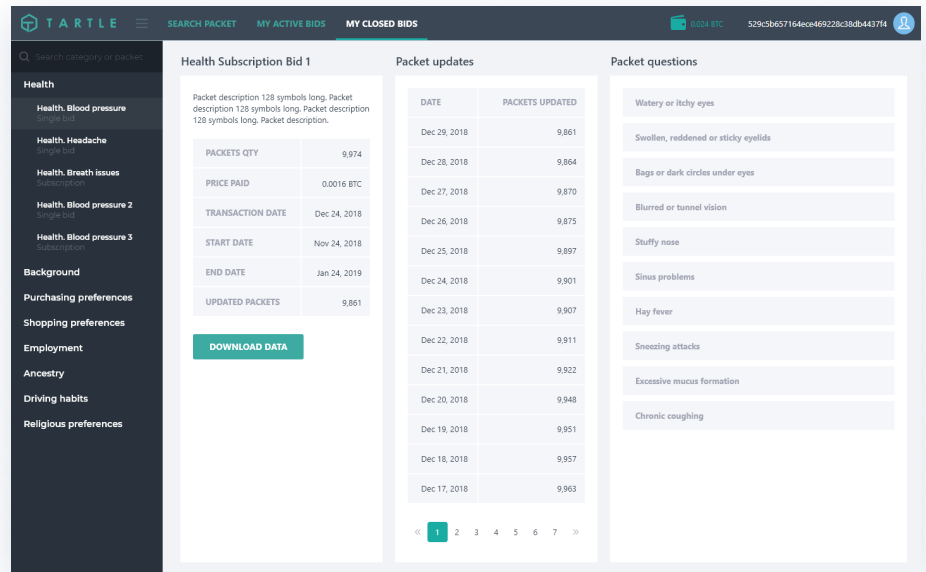 TARTLE
SEARCH PACKET
MY ACTIVE BIDS
MY CLOSED BIDS
0.024 BTC
529c5b657164ece469228c38db4437f4
Search category or packet
Health
Health. Blood pressure
Single bid
Health. Headache
Single bid
Health. Breath issues
Subscription
Health. Blood pressure 2
Single bid
Health. Blood pressure 3
Subscription
Background
Purchasing preferences
Shopping preferences
Employment
Ancestry
Driving habits
Religious preferences
Health Subscription Bid 1
Packet description 128 symbols long. Packet
description 128 symbols long. Packet description
128 symbols long. Packet description.
PACKETS QTY 9,974
PRICE PAID 0.0016 BTC
TRANSACTION DATE Dec 24, 2018
START DATE Nov 24, 2018
END DATE Jan 24, 2019
UPDATED PACKETS 9,861
DOWNLOAD DATA
Packet updates
DATE PACKETS UPDATED
Dec 29, 2018 9,861
Dec 28, 2018 9,864
Dec 27, 2018 9,870
Dec 26, 2018 9,875
Dec 25, 2018 9,897
Dec 24, 2018 9,901
Dec 23, 2018 9,907
Dec 22, 2018 9,911
Dec 21, 2018 9,922
Dec 20, 2018 9,948
Dec 19, 2018 9,951
Dec 18, 2018 9,957
Dec 17, 2018 9,963
« 1 2 3 4 5 6 7 »
Packet questions
Watery or itchy eyes
Swollen, reddened or sticky eyelids
Bags or dark circles under eyes
Blurred or tunnel vision
Stuffy nose
Sinus problems
Hay fever
Sneezing attacks
Excessive mucus formation
Chronic coughing